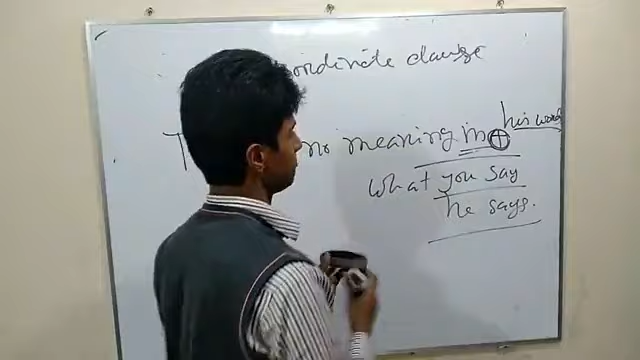 ordinate clause
his words
T no meaning in
what you say
he says.